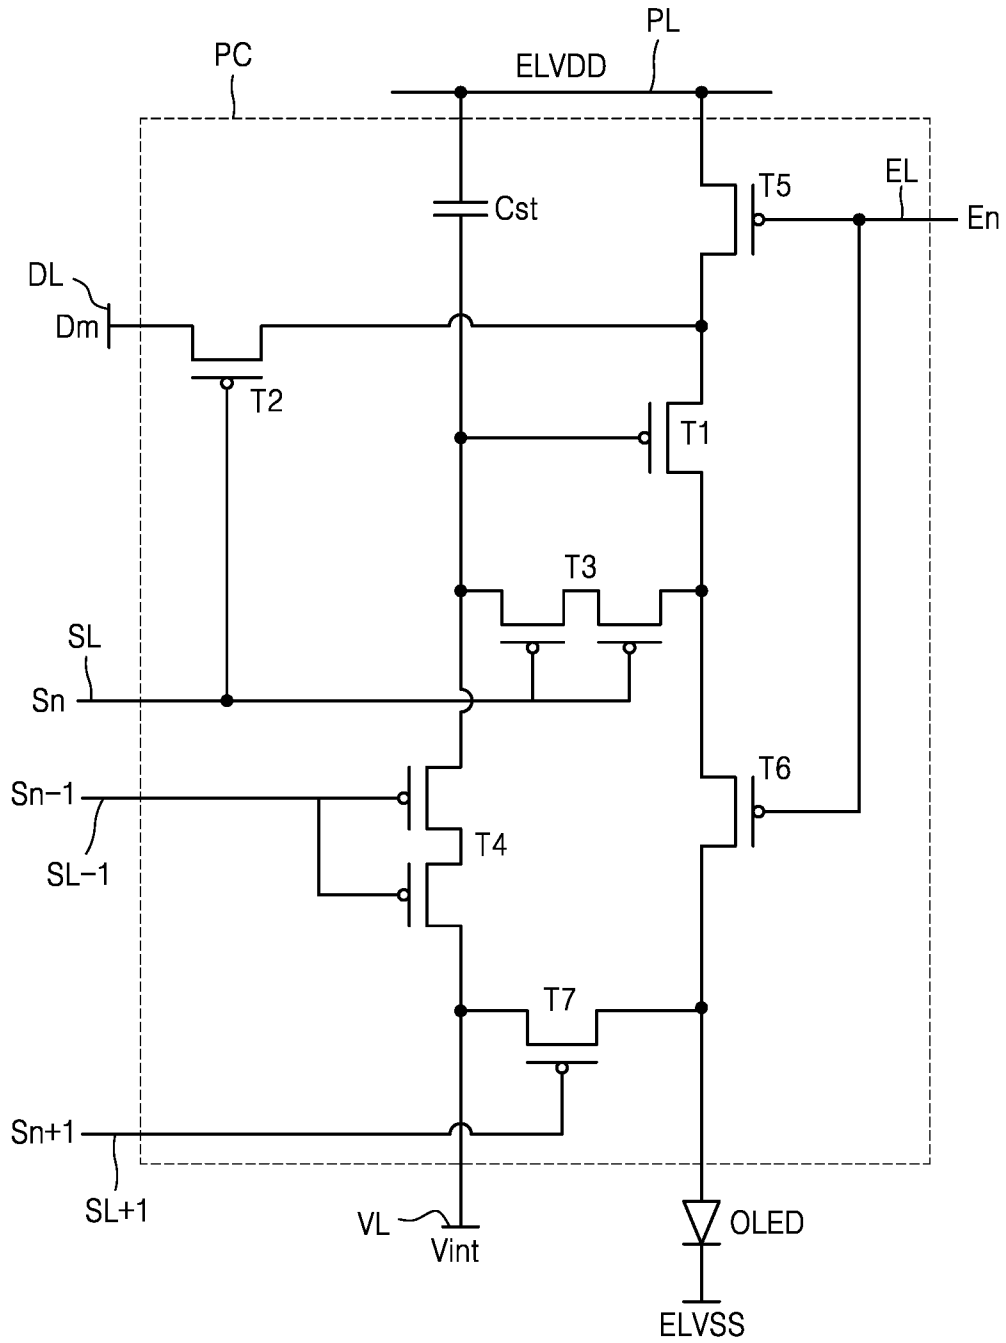 PL
PC
ELVDD
T5
EL
Cst
En
DL
Dm
T2
T1
T3
SL
Sn
T6
Sn−1
T4
SL−1
T7
Sn+1
SL+1
VL
Vint
OLED
ELVSS